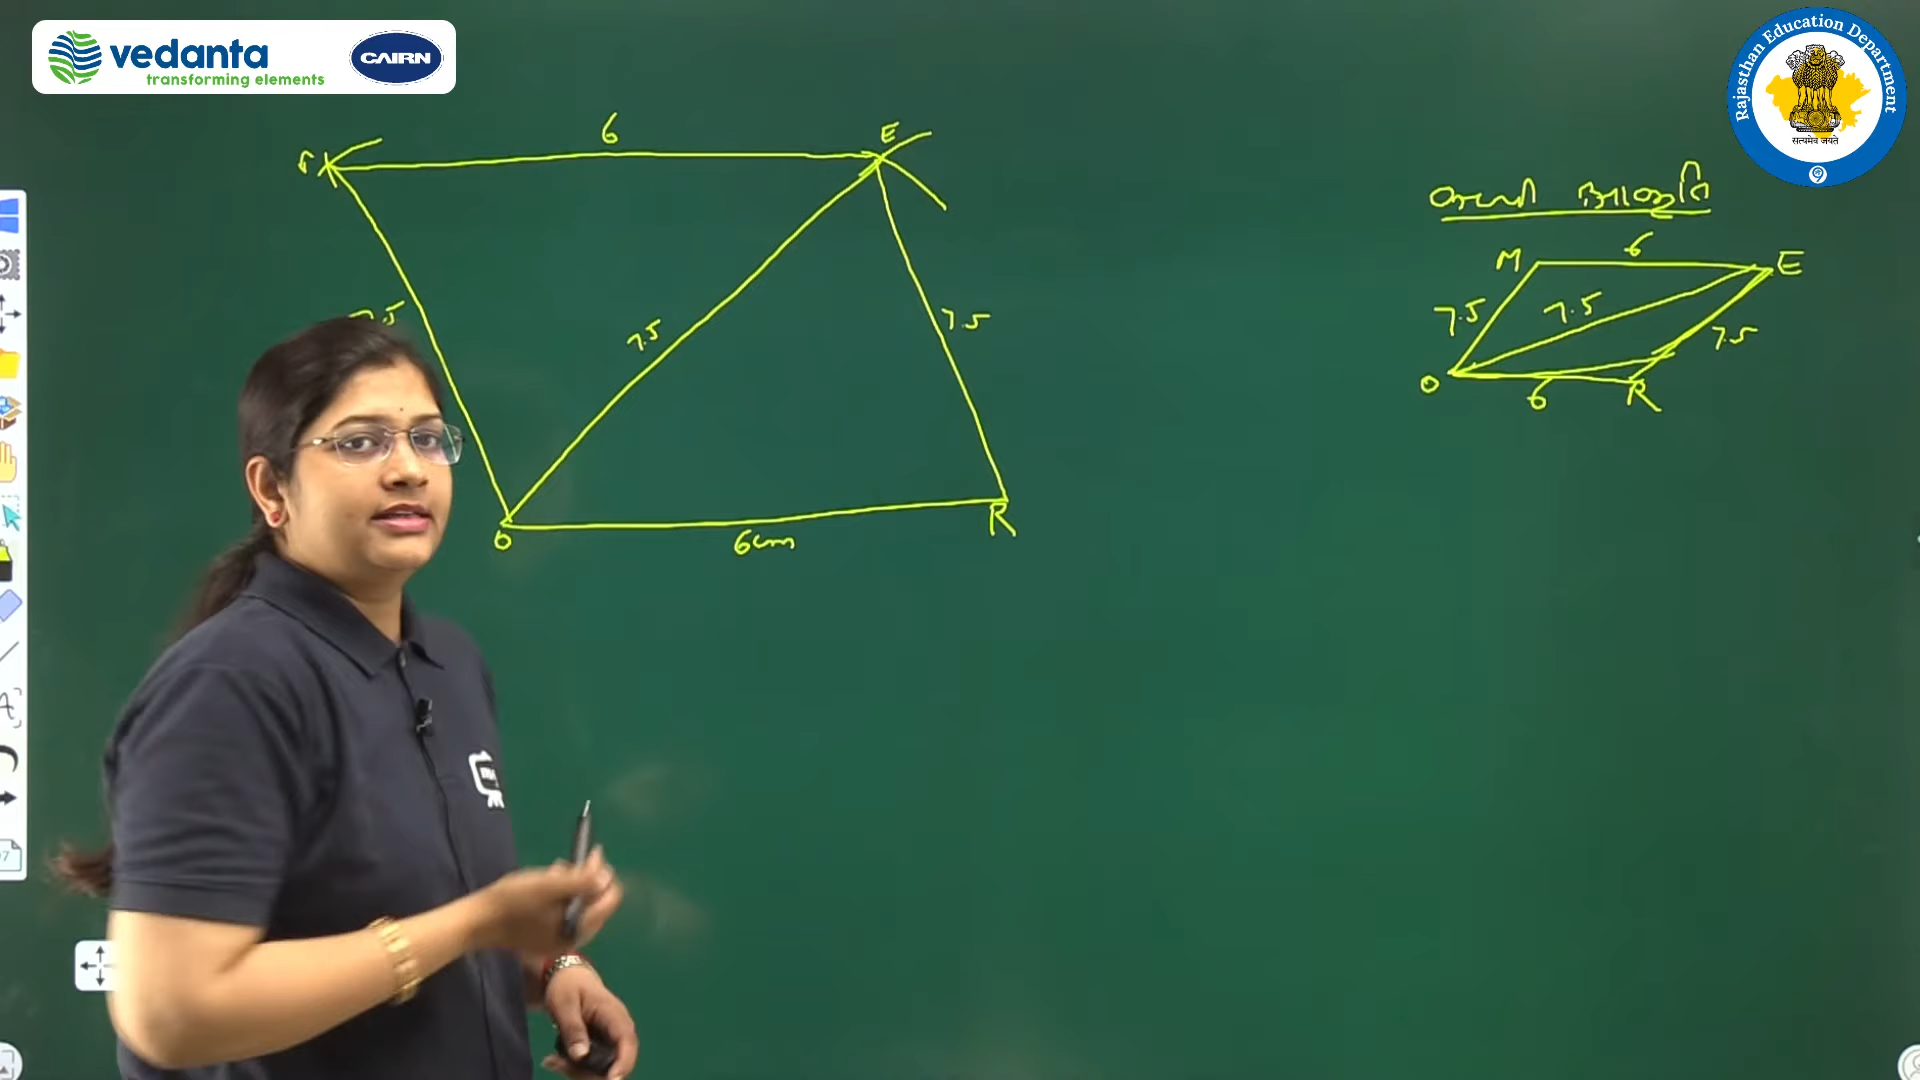 vedanta
transforming elements
CAIRN
Rajasthan Education Department
सत्यमेव जयते
6
E
7.5
7.5
7.5
O
R
6cm
कच्ची आकृति
M
6
E
7.5
7.5
7.5
O
6
R